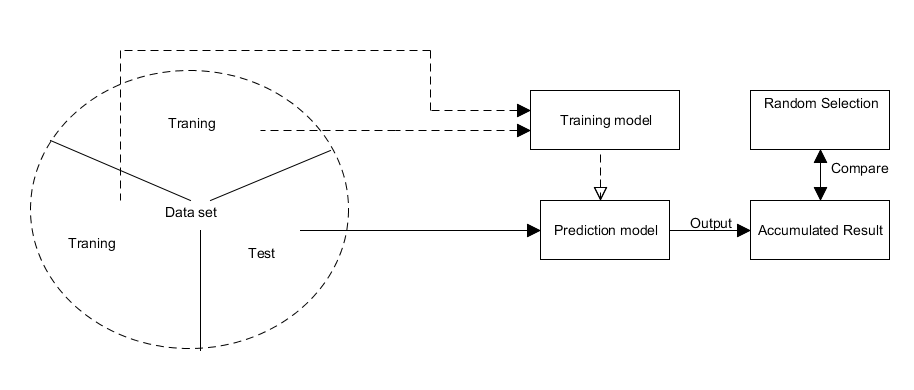 Random Selection
Traning
Training model
Compare
Data set
Output
Prediction model
Accumulated Result
Traning
Test